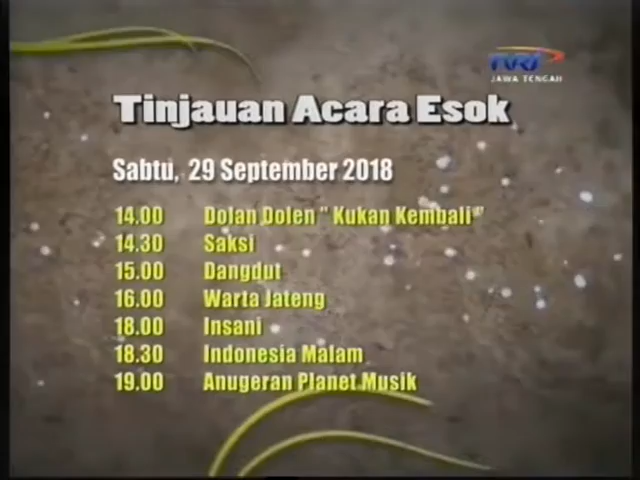 TVRI
JAWA TENGAH
Tinjauan Acara Esok
Sabtu, 29 September 2018
14.00 Dolan Dolen " Kukan Kembali "
14.30 Saksi
15.00 Dangdut
16.00 Warta Jateng
18.00 Insani
18.30 Indonesia Malam
19.00 Anugeran Planet Musik